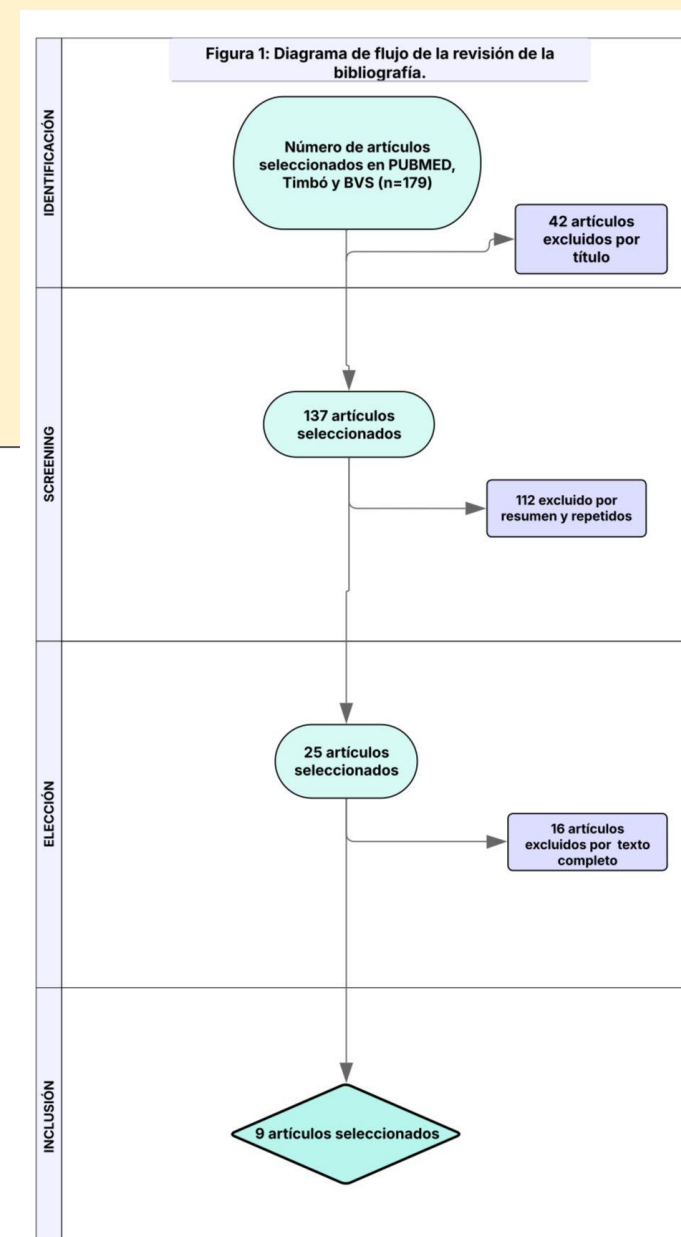 Figura 1: Diagrama de flujo de la revisión de la
bibliografía.
IDENTIFICACIÓN
Número de artículos
seleccionados en PUBMED,
Timbó y BVS (n=179)
42 artículos
excluidos por
título
SCREENING
137 artículos
seleccionados
112 excluido por
resumen y repetidos
ELECCIÓN
25 artículos
seleccionados
16 artículos
excluidos por texto
completo
INCLUSIÓN
9 artículos seleccionados